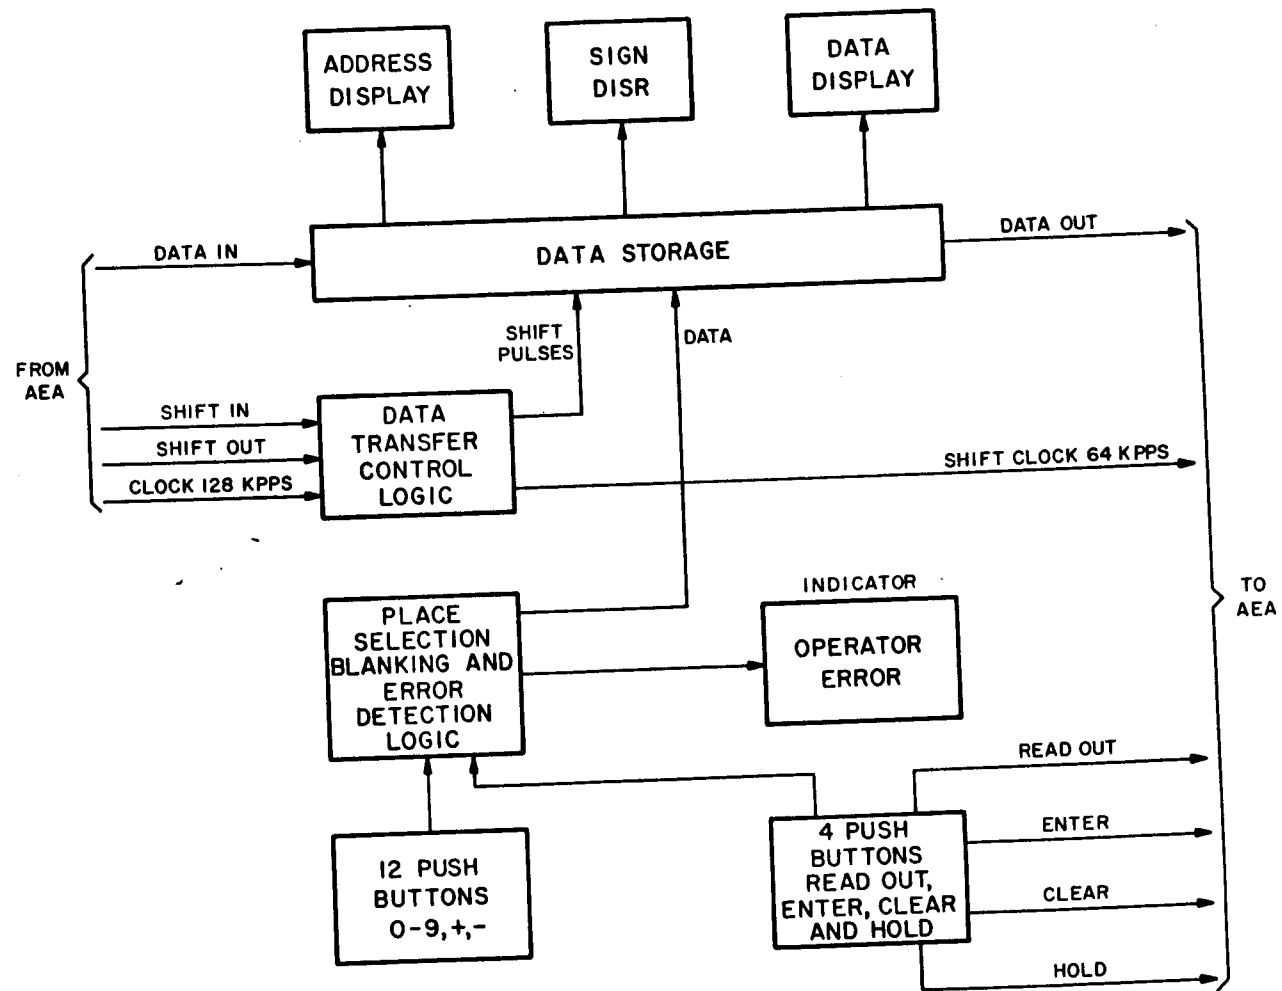 ADDRESS
DISPLAY
SIGN
DISR
DATA
DISPLAY
DATA IN
DATA STORAGE
DATA OUT
SHIFT
PULSES
DATA
FROM
AEA
SHIFT IN
SHIFT OUT
CLOCK 128 KPPS
DATA
TRANSFER
CONTROL
LOGIC
SHIFT CLOCK 64 KPPS
TO
AEA
PLACE
SELECTION
BLANKING AND
ERROR
DETECTION
LOGIC
INDICATOR
OPERATOR
ERROR
12 PUSH
BUTTONS
0-9,+,-
4 PUSH
BUTTONS
READ OUT,
ENTER, CLEAR
AND HOLD
READ OUT
ENTER
CLEAR
HOLD